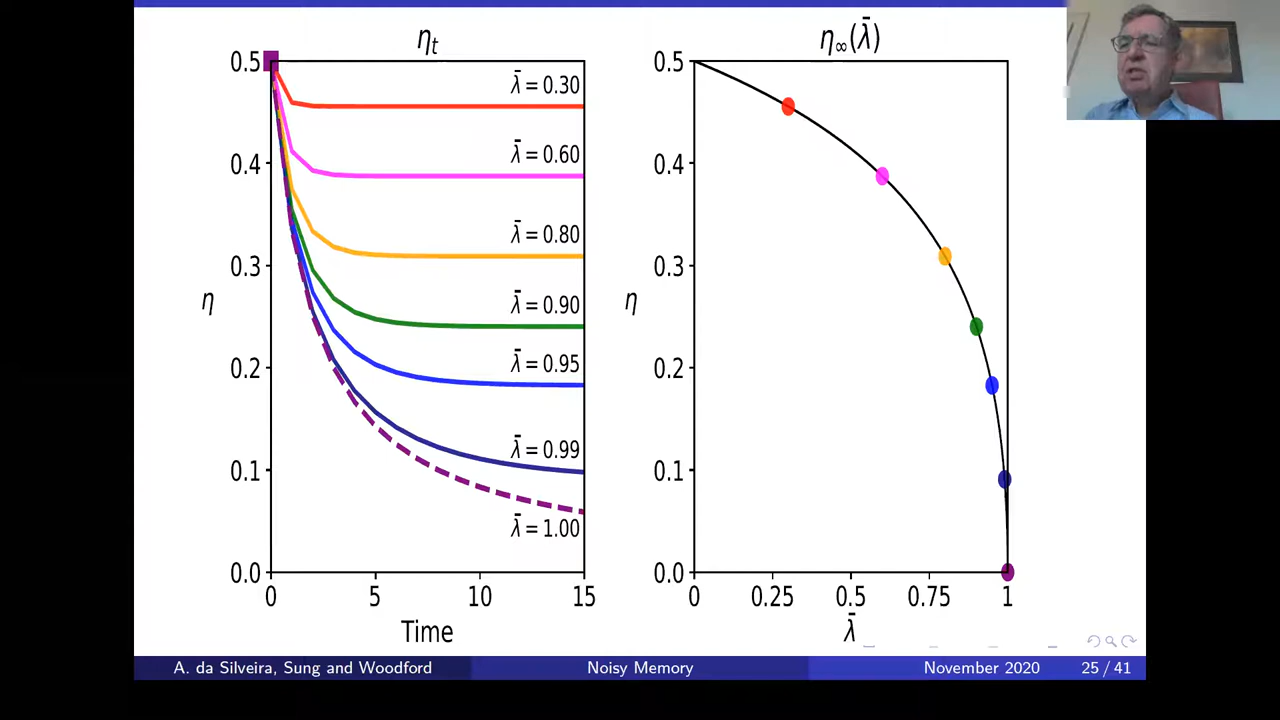 η_t
0.5
0.4
0.3
0.2
0.1
0.0
η
λ̄ = 0.30
λ̄ = 0.60
λ̄ = 0.80
λ̄ = 0.90
λ̄ = 0.95
λ̄ = 0.99
λ̄ = 1.00
0 5 10 15
Time
η_∞(λ̄)
0.5
0.4
0.3
0.2
0.1
0.0
η
0 0.25 0.5 0.75 1
λ̄
A. da Silveira, Sung and Woodford Noisy Memory November 2020 25 / 41